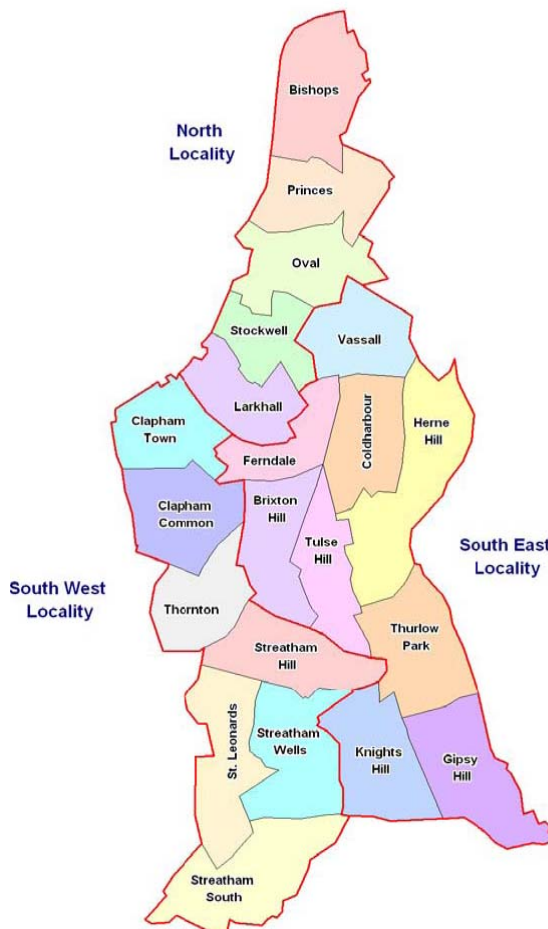 Bishops
North
Locality
Princes
Oval
Stockwell
Vassall
Larkhall
Clapham
Town
Coldharbour
Herne
Hill
Ferndale
Clapham
Common
Brixton
Hill
Tulse
Hill
South East
Locality
South West
Locality
Thornton
Streatham
Hill
Thurlow
Park
St. Leonards
Streatham
Wells
Knights
Hill
Gipsy
Hill
Streatham
South